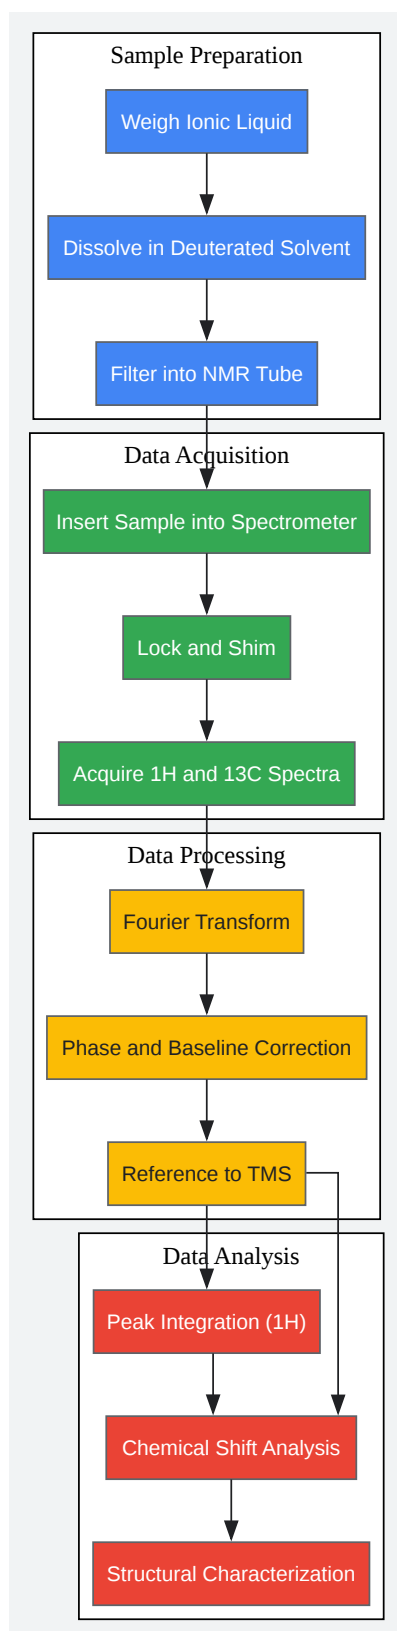 Sample Preparation
Weigh Ionic Liquid
Dissolve in Deuterated Solvent
Filter into NMR Tube
Data Acquisition
Insert Sample into Spectrometer
Lock and Shim
Acquire 1H and 13C Spectra
Data Processing
Fourier Transform
Phase and Baseline Correction
Reference to TMS
Data Analysis
Peak Integration (1H)
Chemical Shift Analysis
Structural Characterization